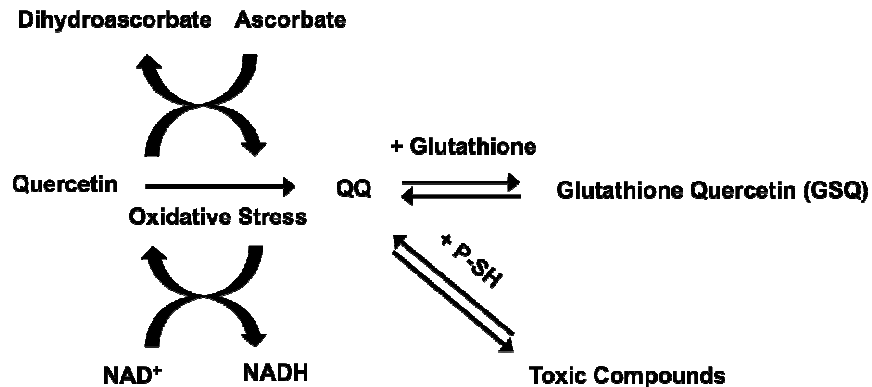 Dihydroascorbate Ascorbate
+ Glutathione
Quercetin QQ Glutathione Quercetin (GSQ)
Oxidative Stress
+ P-SH
NAD⁺ NADH Toxic Compounds